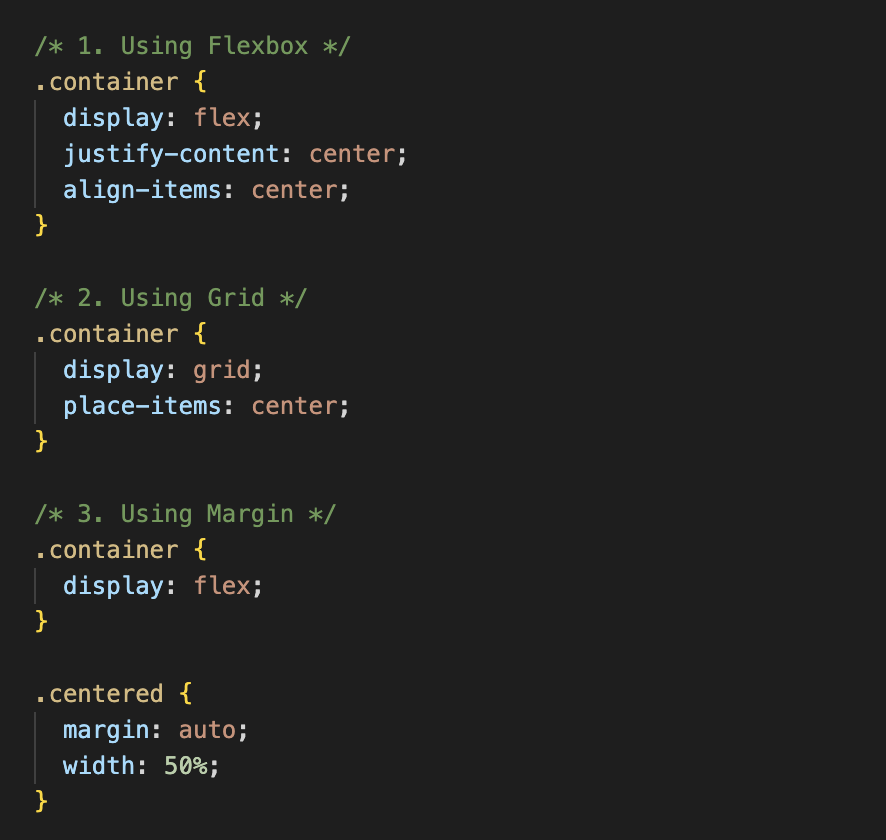 /* 1. Using Flexbox */
.container {
  display: flex;
  justify-content: center;
  align-items: center;
}

/* 2. Using Grid */
.container {
  display: grid;
  place-items: center;
}

/* 3. Using Margin */
.container {
  display: flex;
}

.centered {
  margin: auto;
  width: 50%;
}